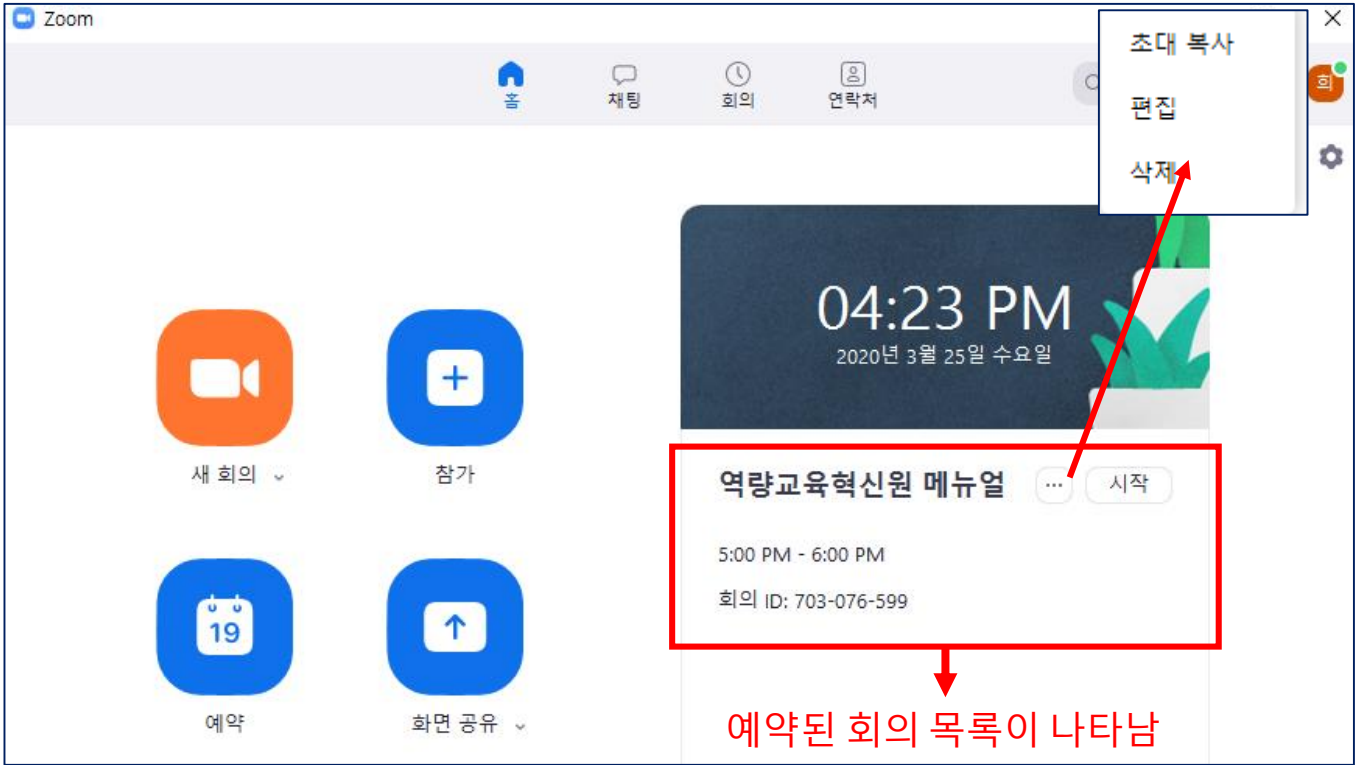 Zoom
초대 복사
편집
삭제
홈
채팅
회의
연락처
희
04:23 PM
2020년 3월 25일 수요일
새 회의
참가
역량교육혁신원 메뉴얼
...
시작
5:00 PM - 6:00 PM
회의 ID: 703-076-599
19
예약
화면 공유
예약된 회의 목록이 나타남